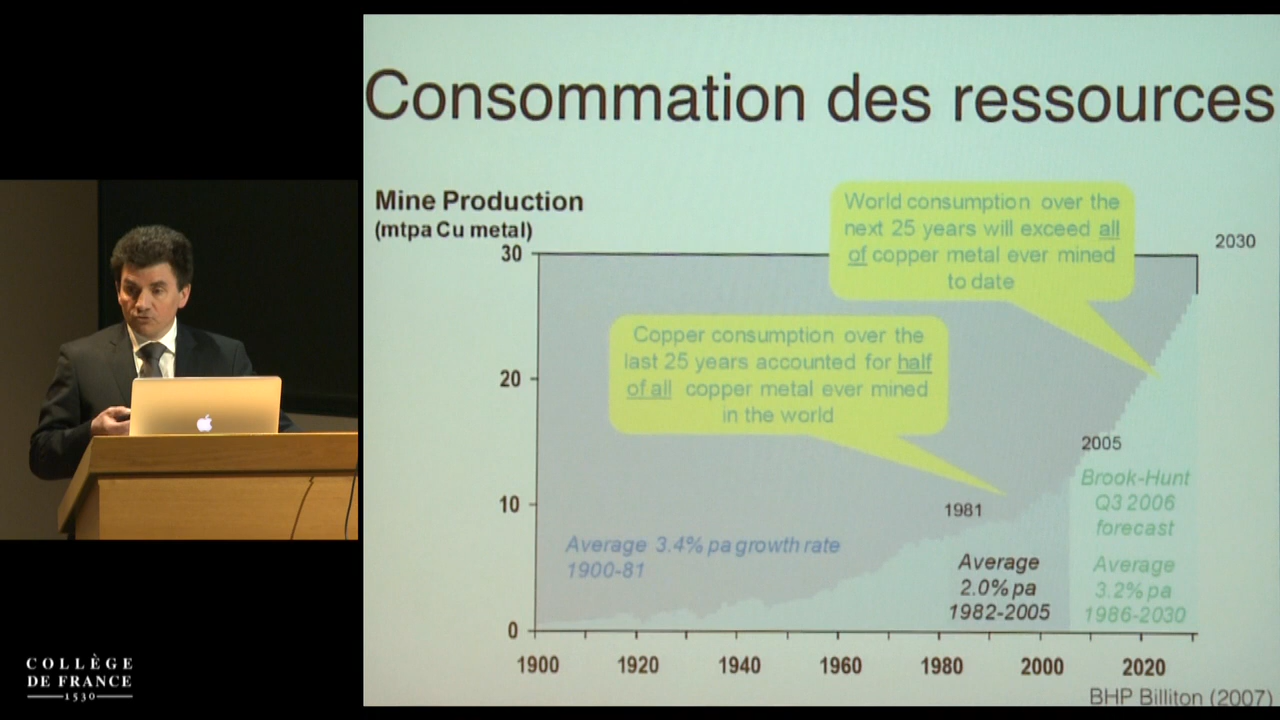 Consommation des ressources
Mine Production
(mtpa Cu metal)
World consumption over the
next 25 years will exceed all
of copper metal ever mined
to date
2030
30
Copper consumption over the
last 25 years accounted for half
of all copper metal ever mined
in the world
20
2005
Brook-Hunt
Q3 2006
forecast
10
1981
Average 3.4% pa growth rate
1900-81
Average
2.0% pa
1982-2005
Average
3.2% pa
1986-2030
0
1900 1920 1940 1960 1980 2000 2020
BHP Billiton (2007)
COLLÈGE
DE FRANCE
1530